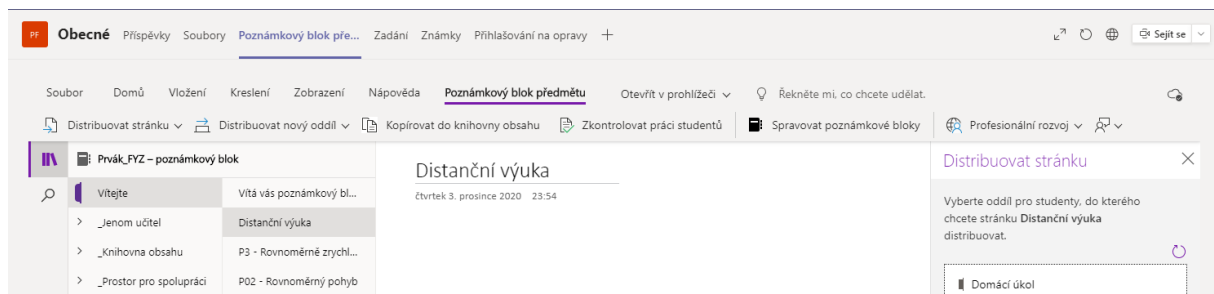 PF Obecné Příspěvky Soubory Poznámkový blok pře... Zadání Známky Přihlašování na opravy + Sejít se
Soubor Domů Vložení Kreslení Zobrazení Nápověda Poznámkový blok předmětu Otevřít v prohlížeči Řekněte mi, co chcete udělat.
Distribuovat stránku Distribuovat nový oddíl Kopírovat do knihovny obsahu Zkontrolovat práci studentů Spravovat poznámkové bloky Profesionální rozvoj
Prvák_FYZ – poznámkový blok
Vítejte
_Jenom učitel
_Knihovna obsahu
_Prostor pro spolupráci
Vítá vás poznámkový bl...
Distanční výuka
P3 - Rovnoměrně zrychl...
P02 - Rovnoměrný pohyb
Distanční výuka
čtvrtek 3. prosince 2020 23:54
Distribuovat stránku
Vyberte oddíl pro studenty, do kterého
chcete stránku Distanční výuka
distribuovat.
Domácí úkol